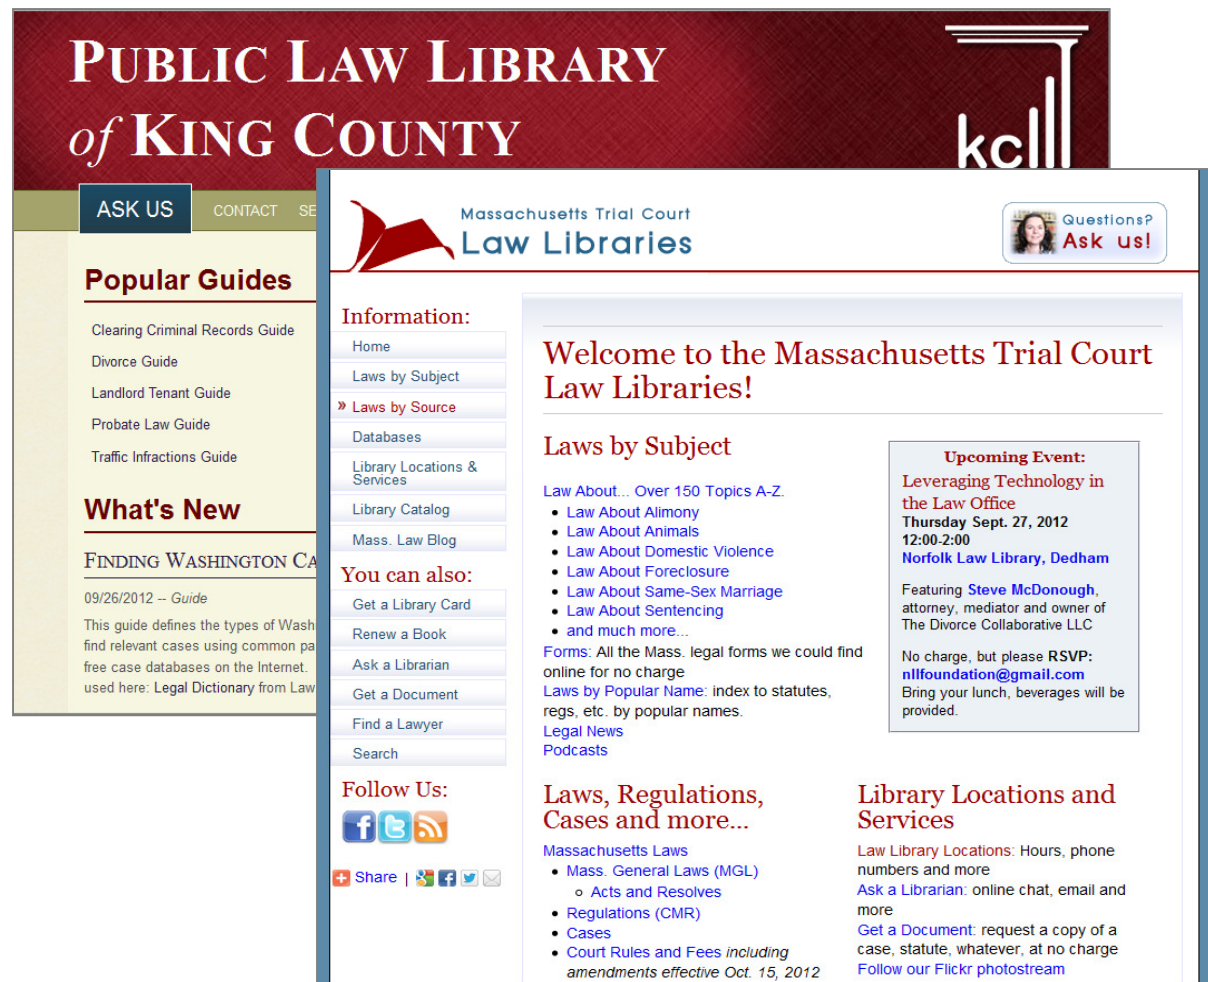 PUBLIC LAW LIBRARY
of KING COUNTY
kcll
ASK US
CONTACT
Popular Guides
Clearing Criminal Records Guide
Divorce Guide
Landlord Tenant Guide
Probate Law Guide
Traffic Infractions Guide
What's New
FINDING WASHINGTON
09/26/2012 -- Guide
This guide defines the types of
find relevant cases using common
free case databases on the Internet.
used here: Legal Dictionary from Law
Massachusetts Trial Court
Law Libraries
Questions?
Ask us!
Information:
Home
Laws by Subject
» Laws by Source
Databases
Library Locations &
Services
Library Catalog
Mass. Law Blog
You can also:
Get a Library Card
Renew a Book
Ask a Librarian
Get a Document
Find a Lawyer
Search
Follow Us:
Share |
Welcome to the Massachusetts Trial Court
Law Libraries!
Laws by Subject
Law About... Over 150 Topics A-Z.
• Law About Alimony
• Law About Animals
• Law About Domestic Violence
• Law About Foreclosure
• Law About Same-Sex Marriage
• Law About Sentencing
• and much more...
Forms: All the Mass. legal forms we could find
online for no charge
Laws by Popular Name: index to statutes,
regs, etc. by popular names.
Legal News
Podcasts
Upcoming Event:
Leveraging Technology in
the Law Office
Thursday Sept. 27, 2012
12:00-2:00
Norfolk Law Library, Dedham
Featuring Steve McDonough,
attorney, mediator and owner of
The Divorce Collaborative LLC
No charge, but please RSVP:
nllfoundation@gmail.com
Bring your lunch, beverages will be
provided.
Laws, Regulations,
Cases and more...
Massachusetts Laws
• Mass. General Laws (MGL)
o Acts and Resolves
• Regulations (CMR)
• Cases
• Court Rules and Fees including
amendments effective Oct. 15, 2012
Library Locations and
Services
Law Library Locations: Hours, phone
numbers and more
Ask a Librarian: online chat, email and
more
Get a Document: request a copy of a
case, statute, whatever, at no charge
Follow our Flickr photostream